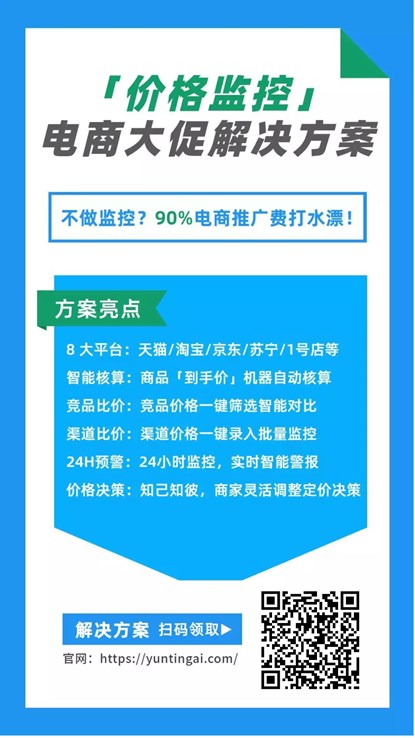 「价格监控」
电商大促解决方案
不做监控？90%电商推广费打水漂！
方案亮点
8 大平台：天猫/淘宝/京东/苏宁/1号店等
智能核算：商品「到手价」机器自动核算
竞品比价：竞品价格一键筛选智能对比
渠道比价：渠道价格一键录入批量监控
24H预警：24小时监控，实时智能警报
价格决策：知己知彼，商家灵活调整定价决策
解决方案 扫码领取▶
官网：https://yuntingai.com/